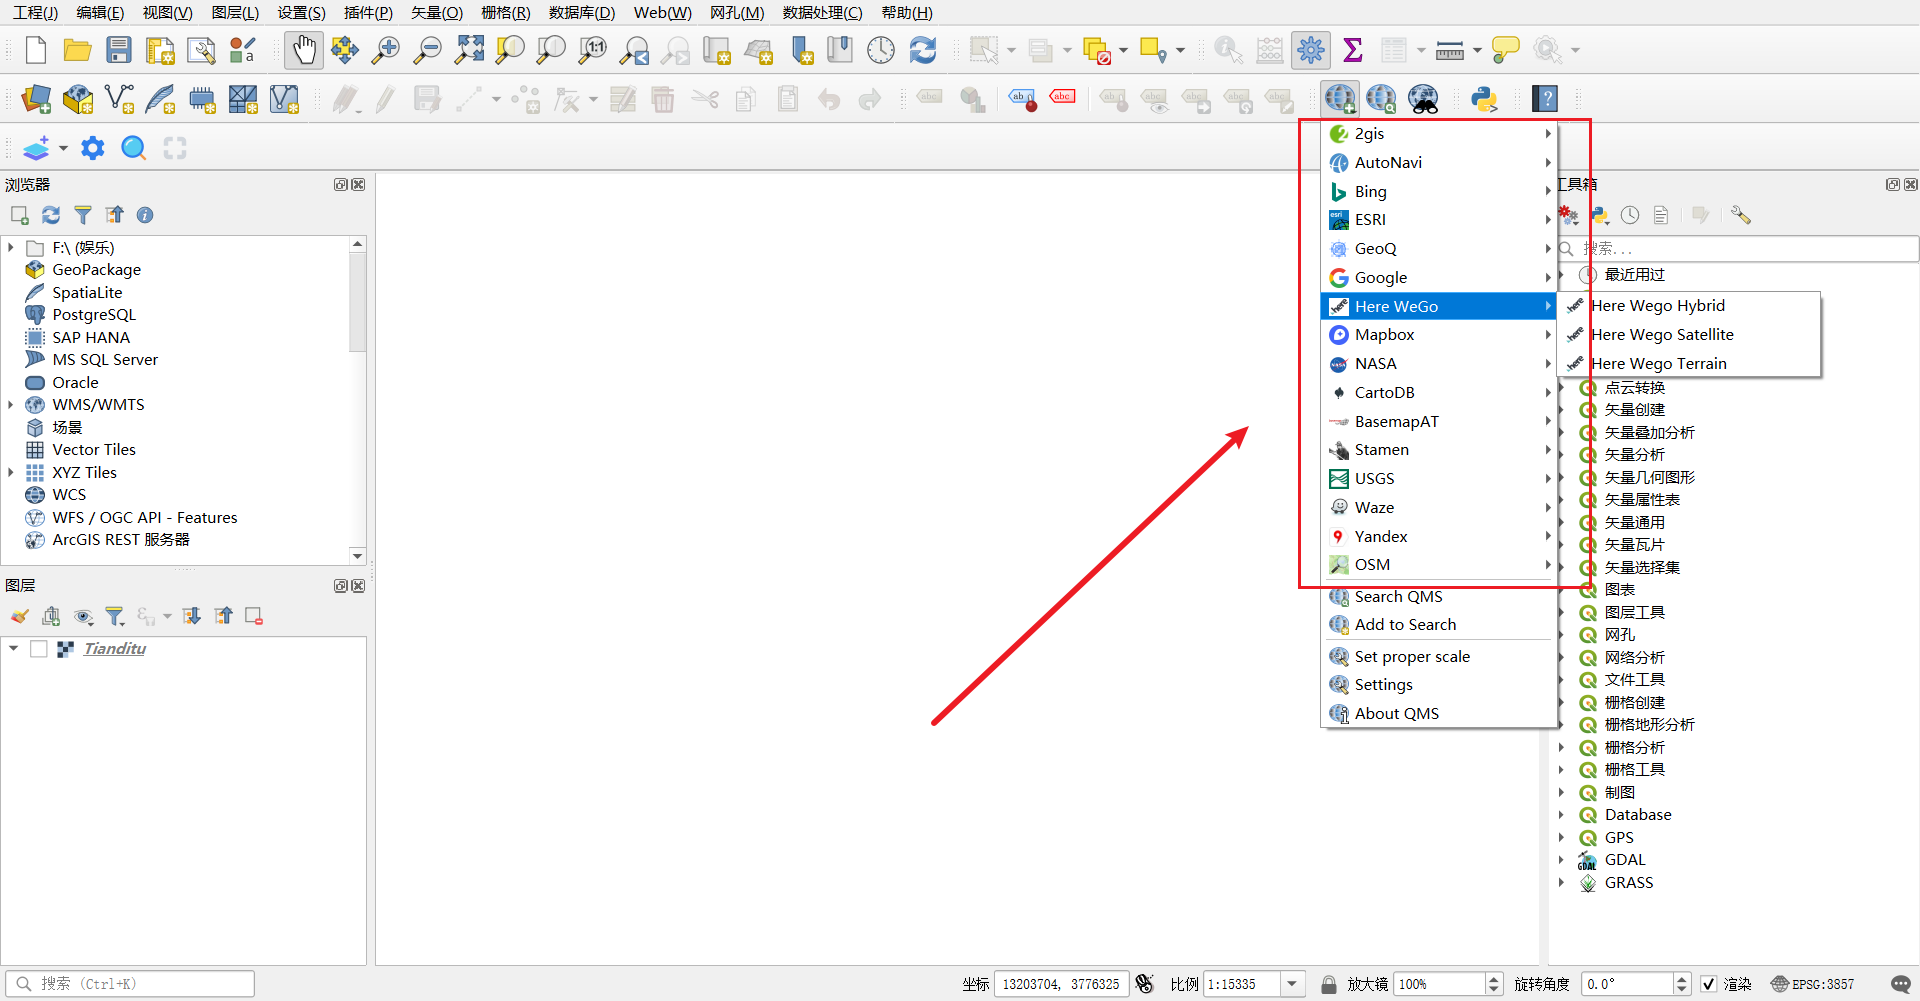 工程(J) 编辑(E) 视图(V) 图层(L) 设置(S) 插件(P) 矢量(O) 栅格(R) 数据库(D) Web(W) 网孔(M) 数据处理(C) 帮助(H)
浏览器
F:\ (娱乐)
GeoPackage
SpatiaLite
PostgreSQL
SAP HANA
MS SQL Server
Oracle
WMS/WMTS
场景
Vector Tiles
XYZ Tiles
WCS
WFS / OGC API - Features
ArcGIS REST 服务器
图层
Tianditu
2gis
AutoNavi
Bing
ESRI
GeoQ
Google
Here WeGo
Mapbox
NASA
CartoDB
BasemapAT
Stamen
USGS
Waze
Yandex
OSM
Search QMS
Add to Search
Set proper scale
Settings
About QMS
Here Wego Hybrid
Here Wego Satellite
Here Wego Terrain
工具箱
搜索...
最近用过
点云转换
矢量创建
矢量叠加分析
矢量分析
矢量几何图形
矢量属性表
矢量通用
矢量瓦片
矢量选择集
图表
图层工具
网孔
网络分析
文件工具
栅格创建
栅格地形分析
栅格分析
栅格工具
制图
Database
GPS
GDAL
GRASS
搜索 (Ctrl+K)
坐标 13203704, 3776325 比例 1:15335 放大镜 100% 旋转角度 0.0° 渲染 EPSG:3857